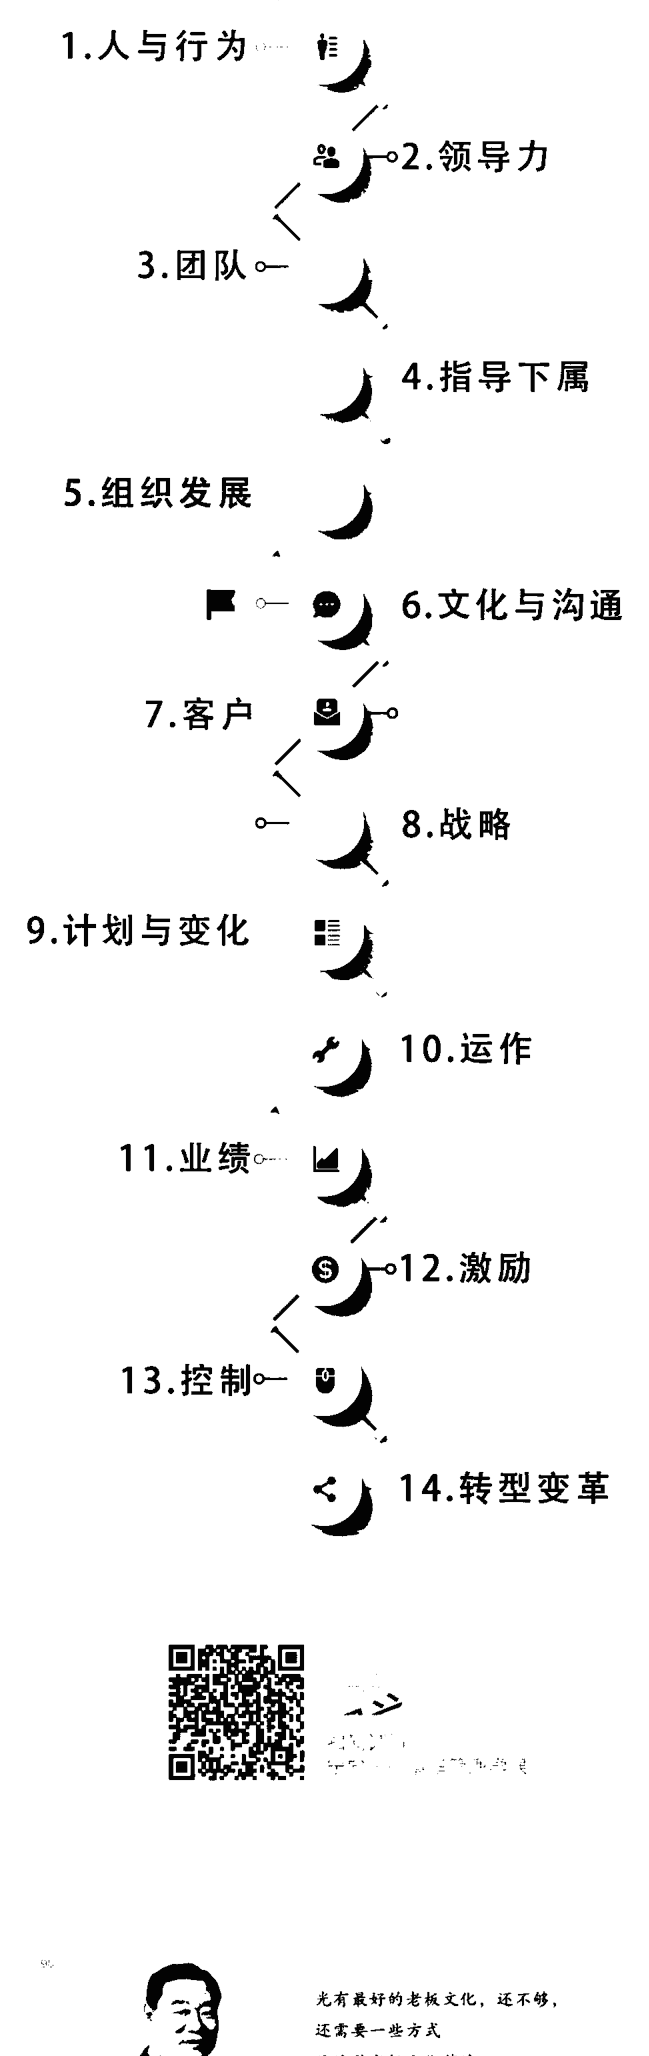 1.人与行为
2.领导力
3.团队
4.指导下属
5.组织发展
6.文化与沟通
7.客户
8.战略
9.计划与变化
10.运作
11.业绩
12.激励
13.控制
14.转型变革
光有最好的老板文化，还不够，
还需要一些方式